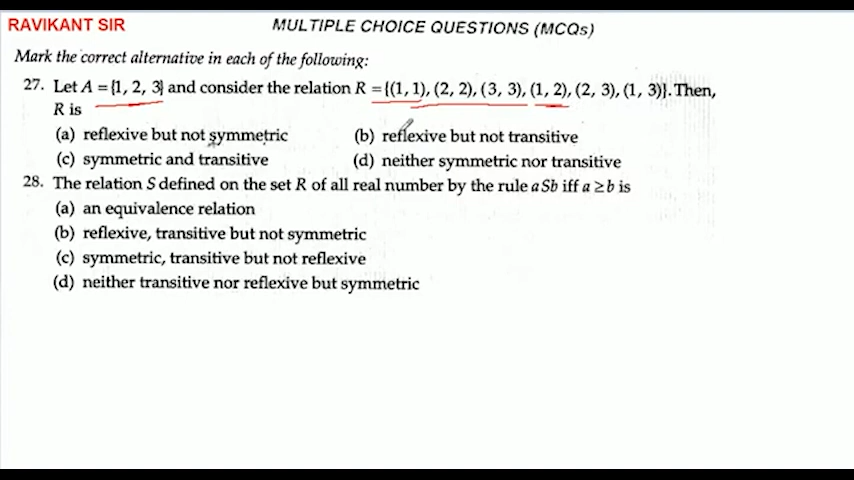 RAVIKANT SIR
MULTIPLE CHOICE QUESTIONS (MCQs)
Mark the correct alternative in each of the following:
27. Let A = {1, 2, 3} and consider the relation R = {(1, 1), (2, 2), (3, 3), (1, 2), (2, 3), (1, 3)}. Then,
R is
(a) reflexive but not symmetric (b) reflexive but not transitive
(c) symmetric and transitive (d) neither symmetric nor transitive
28. The relation S defined on the set R of all real number by the rule a Sb iff a ≥ b is
(a) an equivalence relation
(b) reflexive, transitive but not symmetric
(c) symmetric, transitive but not reflexive
(d) neither transitive nor reflexive but symmetric